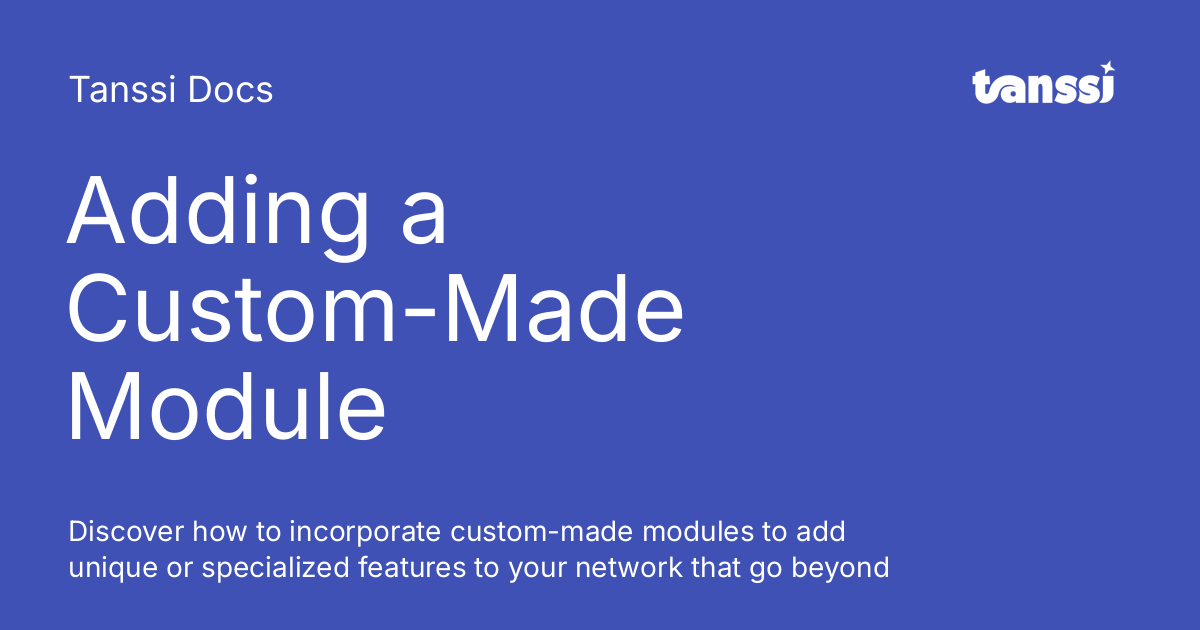 Tanssi Docs
tanssi
Adding a
Custom-Made
Module
Discover how to incorporate custom-made modules to add
unique or specialized features to your network that go beyond